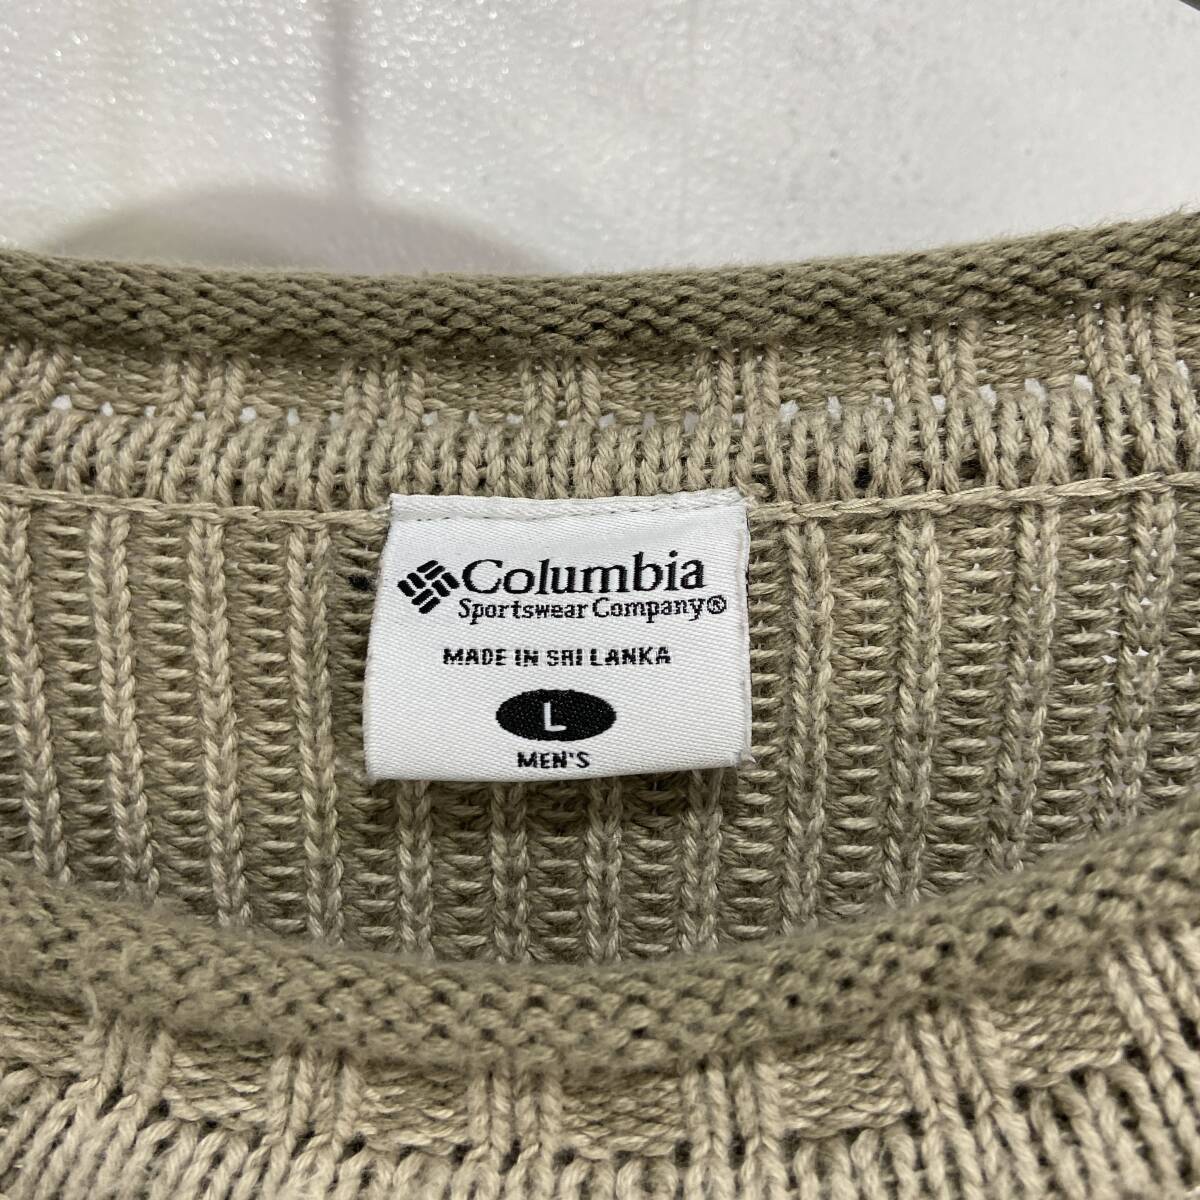 Columbia
Sportswear Company®
MADE IN SRI LANKA
L
MEN'S